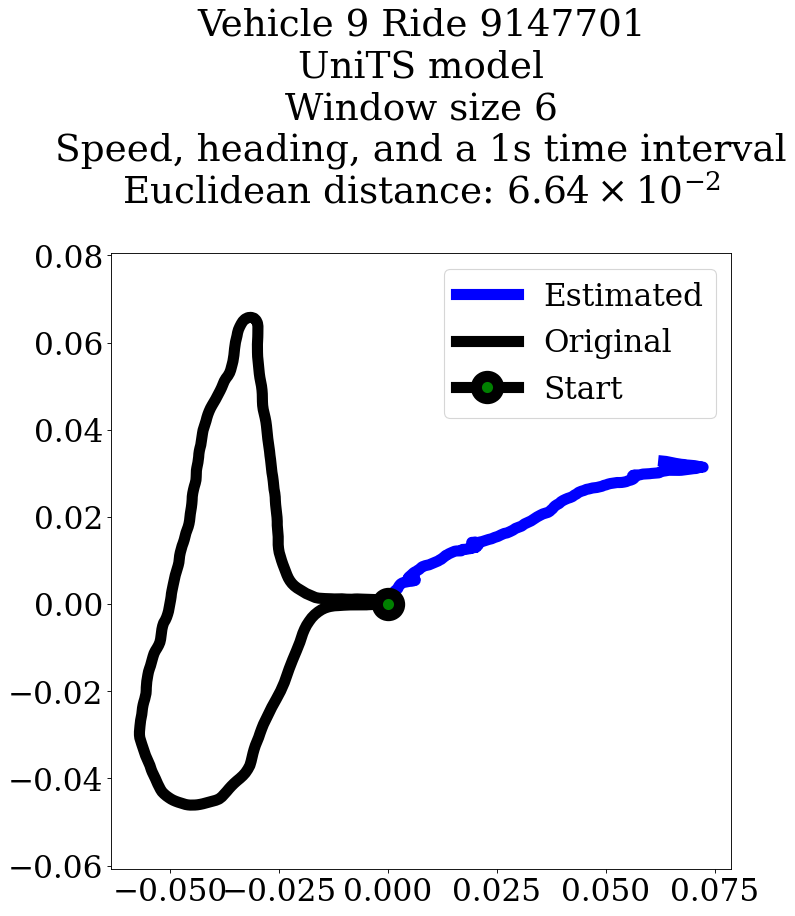 Vehicle 9 Ride 9147701
UniTS model
Window size 6
Speed, heading, and a 1s time interval
Euclidean distance: 6.64 × 10⁻²
0.08
0.06
0.04
0.02
0.00
−0.02
−0.04
−0.06
Estimated
Original
Start
−0.050 −0.025 0.000 0.025 0.050 0.075